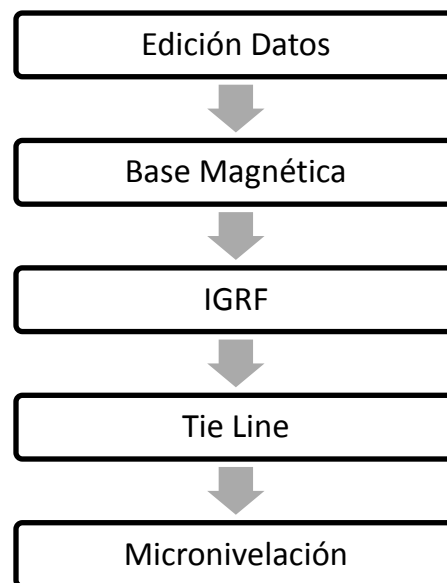 Edición Datos
Base Magnética
IGRF
Tie Line
Micronivelación